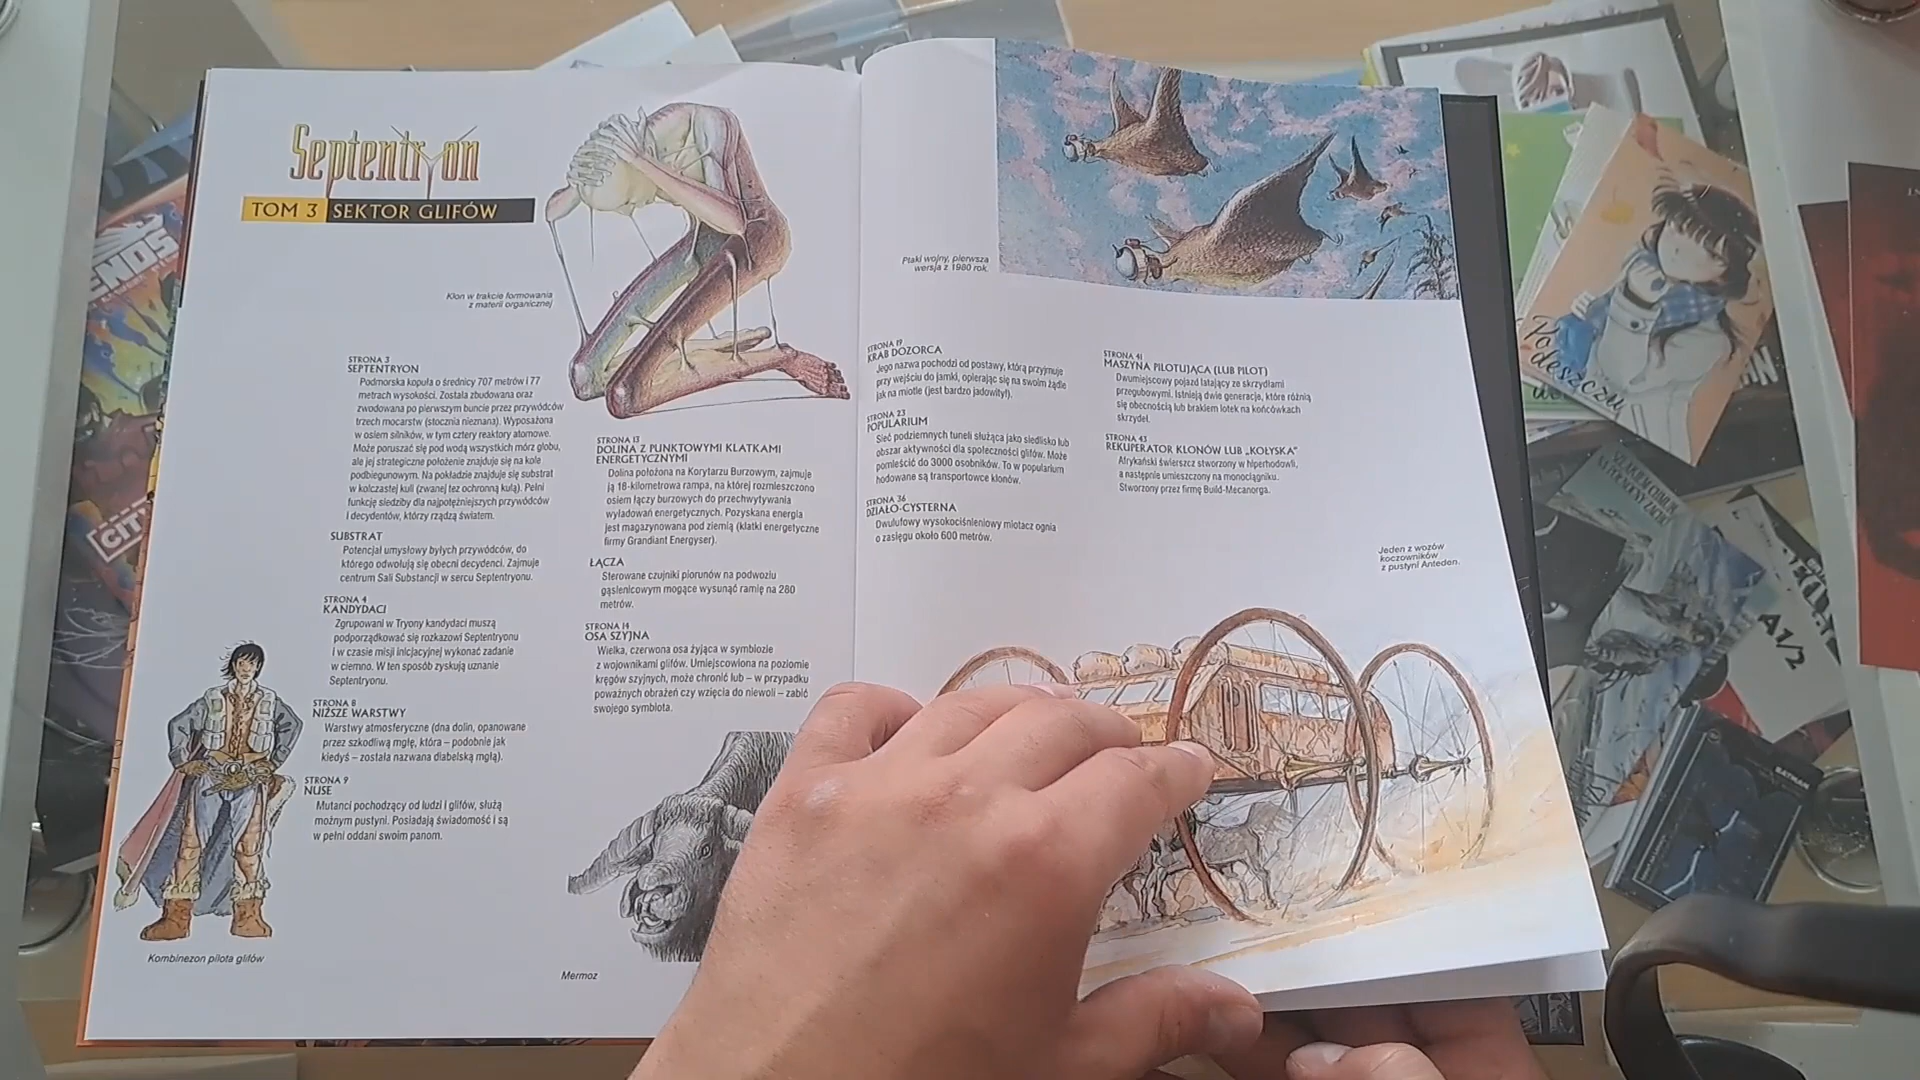 Septentryon
TOM 3 SEKTOR GLIFÓW
Klon w trakcie formowania
z materii organicznej
STRONA 3
SEPTENTRYON
Podmorska kopuła o średnicy 707 metrów i 77
metrach wysokości. Została zbudowana oraz
zwodowana po pierwszym buncie przez przywódców
trzech mocarstw (stocznia nieznana). Wyposażona
w osiem silników, w tym cztery reaktory atomowe.
Może poruszać się pod wodą wszystkich mórz globu,
ale jej strategiczne położenie znajduje się na kole
podbiegunowym. Na pokładzie znajduje się substrat
w kolczastej kuli (zwanej też ochronną kulą). Pełni
funkcję siedziby dla najpotężniejszych przywódców
i decydentów, którzy rządzą światem.
SUBSTRAT
Potencjał umysłowy byłych przywódców, do
którego odwołują się obecni decydenci. Zajmuje
centrum Sali Substancji w sercu Septentryonu.
STRONA 4
KANDYDACI
Zgrupowani w Tryony kandydaci muszą
podporządkować się rozkazowi Septentryonu
i w czasie misji inicjacyjnej wykonać zadanie
w ciemno. W ten sposób zyskują uznanie
Septentryonu.
STRONA 8
NIŻSZE WARSTWY
Warstwy atmosferyczne (dna dolin, opanowane
przez szkodliwą mgłę, która – podobnie jak
kiedyś – została nazwana diabelską mgłą).
STRONA 9
NUSE
Mutanci pochodzący od ludzi i glifów, służą
możnym pustyni. Posiadają świadomość i są
w pełni oddani swoim panom.
Kombinezon pilota glifów
STRONA 13
DOLINA Z PUNKTOWYMI KLATKAMI
ENERGETYCZNYMI
Dolina położona na Korytarzu Burzowym, zajmuje
ją 18-kilometrowa rampa, na której rozmieszczono
osiem łączy burzowych do przechwytywania
wyładowań energetycznych. Pozyskana energia
jest magazynowana pod ziemią (klatki energetyczne
firmy Grandiant Energyser).
ŁĄCZA
Sterowane czujniki piorunów na podwoziu
gąsienicowym mogące wysunąć ramię na 280
metrów.
STRONA 14
OSA SZYJNA
Wielka, czerwona osa żyjąca w symbiozie
z wojownikami glifów. Umiejscowiona na poziomie
kręgów szyjnych, może chronić lub – w przypadku
poważnych obrażeń czy wzięcia do niewoli – zabić
swojego symbiota.
Mermoz
Ptaki wojny, pierwsza
wersja z 1980 rok.
STRONA 19
KRAB DOZORCA
Jego nazwa pochodzi od postawy, którą przyjmuje
przy wejściu do jamki, opierając się na swoim żądle
jak na miotle (jest bardzo jadowity!).
STRONA 23
POPULARIUM
Sieć podziemnych tuneli służąca jako siedlisko lub
obszar aktywności dla społeczności glifów. Może
pomieścić do 3000 osobników. To w popularium
hodowane są transportowce klonów.
STRONA 36
DZIAŁO-CYSTERNA
Dwulufowy wysokociśnieniowy miotacz ognia
o zasięgu około 600 metrów.
STRONA 41
MASZYNA PILOTUJĄCA (LUB PILOT)
Dwumiejscowy pojazd latający ze skrzydłami
przegubowymi. Istnieją dwie generacje, które różnią
się obecnością lub brakiem lotek na końcówkach
skrzydeł.
STRONA 43
REKUPERATOR KLONÓW LUB „KOŁYSKA”
Afrykański świerszcz stworzony w hiperhodowli,
a następnie umieszczony na monociągniku.
Stworzony przez firmę Build-Mecanorga.
Jeden z wozów
koczowników
z pustyni Anteden.
Po deszczu
A1/2
BATMAN
ENDS
CIT